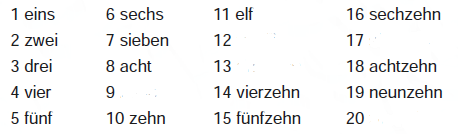 1 eins 6 sechs 11 elf 16 sechzehn
2 zwei 7 sieben 12 17
3 drei 8 acht 13 18 achtzehn
4 vier 9 14 vierzehn 19 neunzehn
5 fünf 10 zehn 15 fünfzehn 20